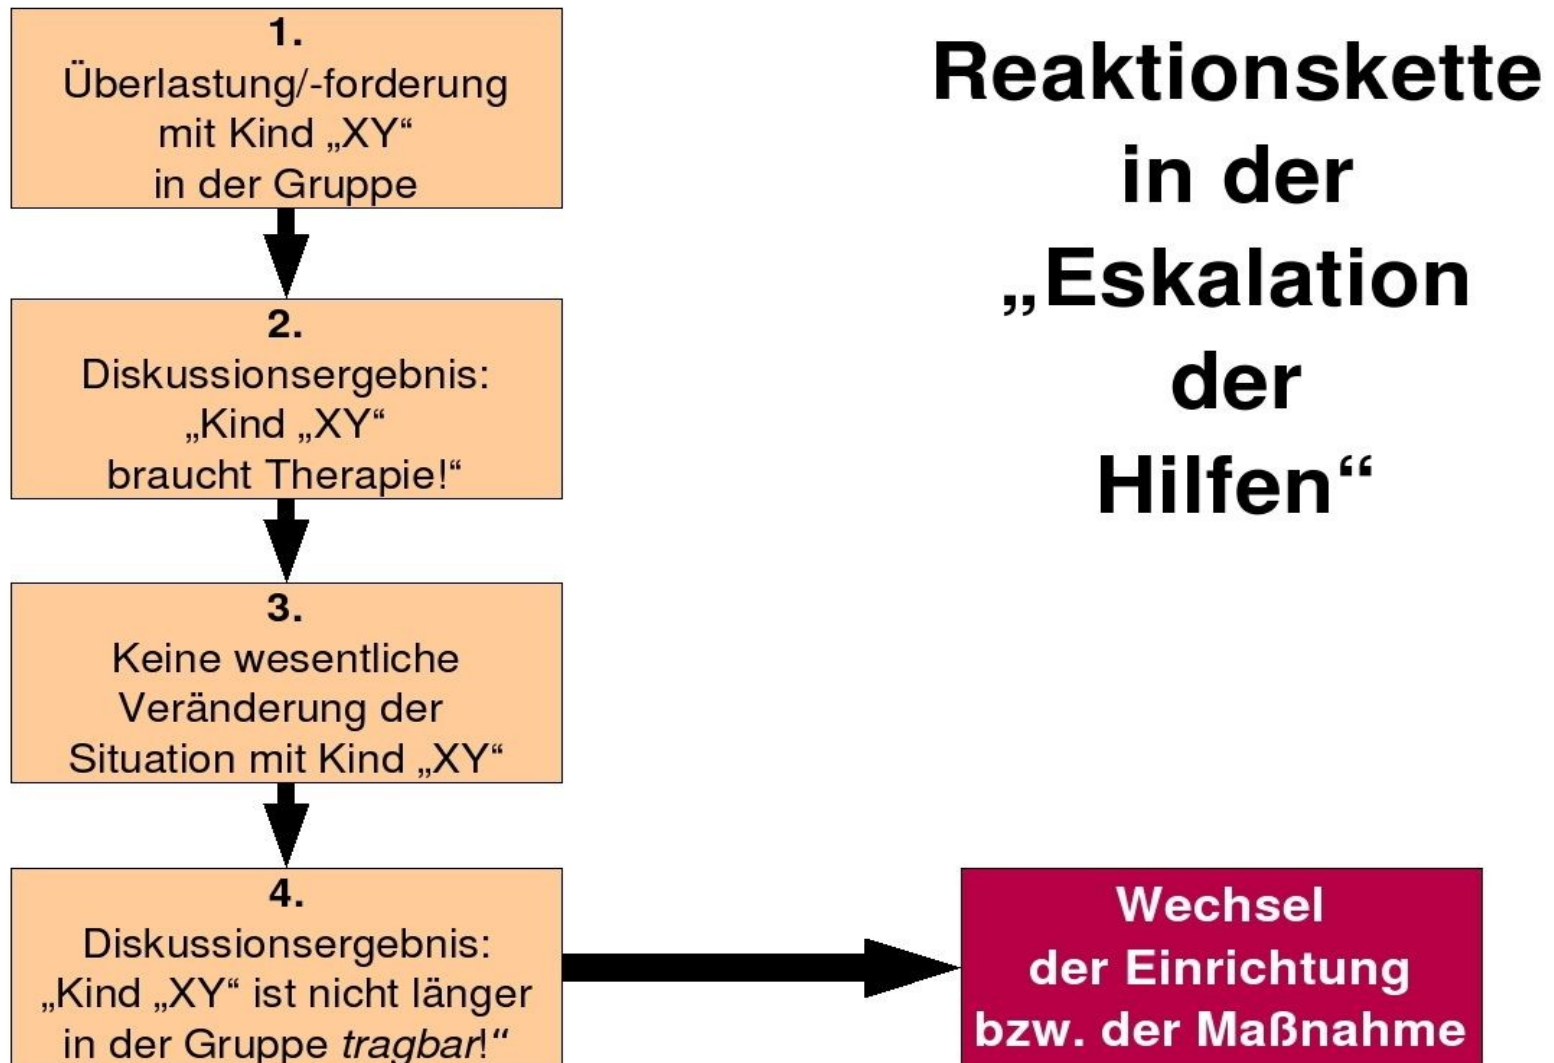 1.
Überlastung/-forderung
mit Kind „XY“
in der Gruppe
2.
Diskussionsergebnis:
„Kind „XY“
braucht Therapie!“
3.
Keine wesentliche
Veränderung der
Situation mit Kind „XY“
4.
Diskussionsergebnis:
„Kind „XY“ ist nicht länger
in der Gruppe tragbar!“
Wechsel
der Einrichtung
bzw. der Maßnahme
Reaktionskette
in der
„Eskalation
der
Hilfen“